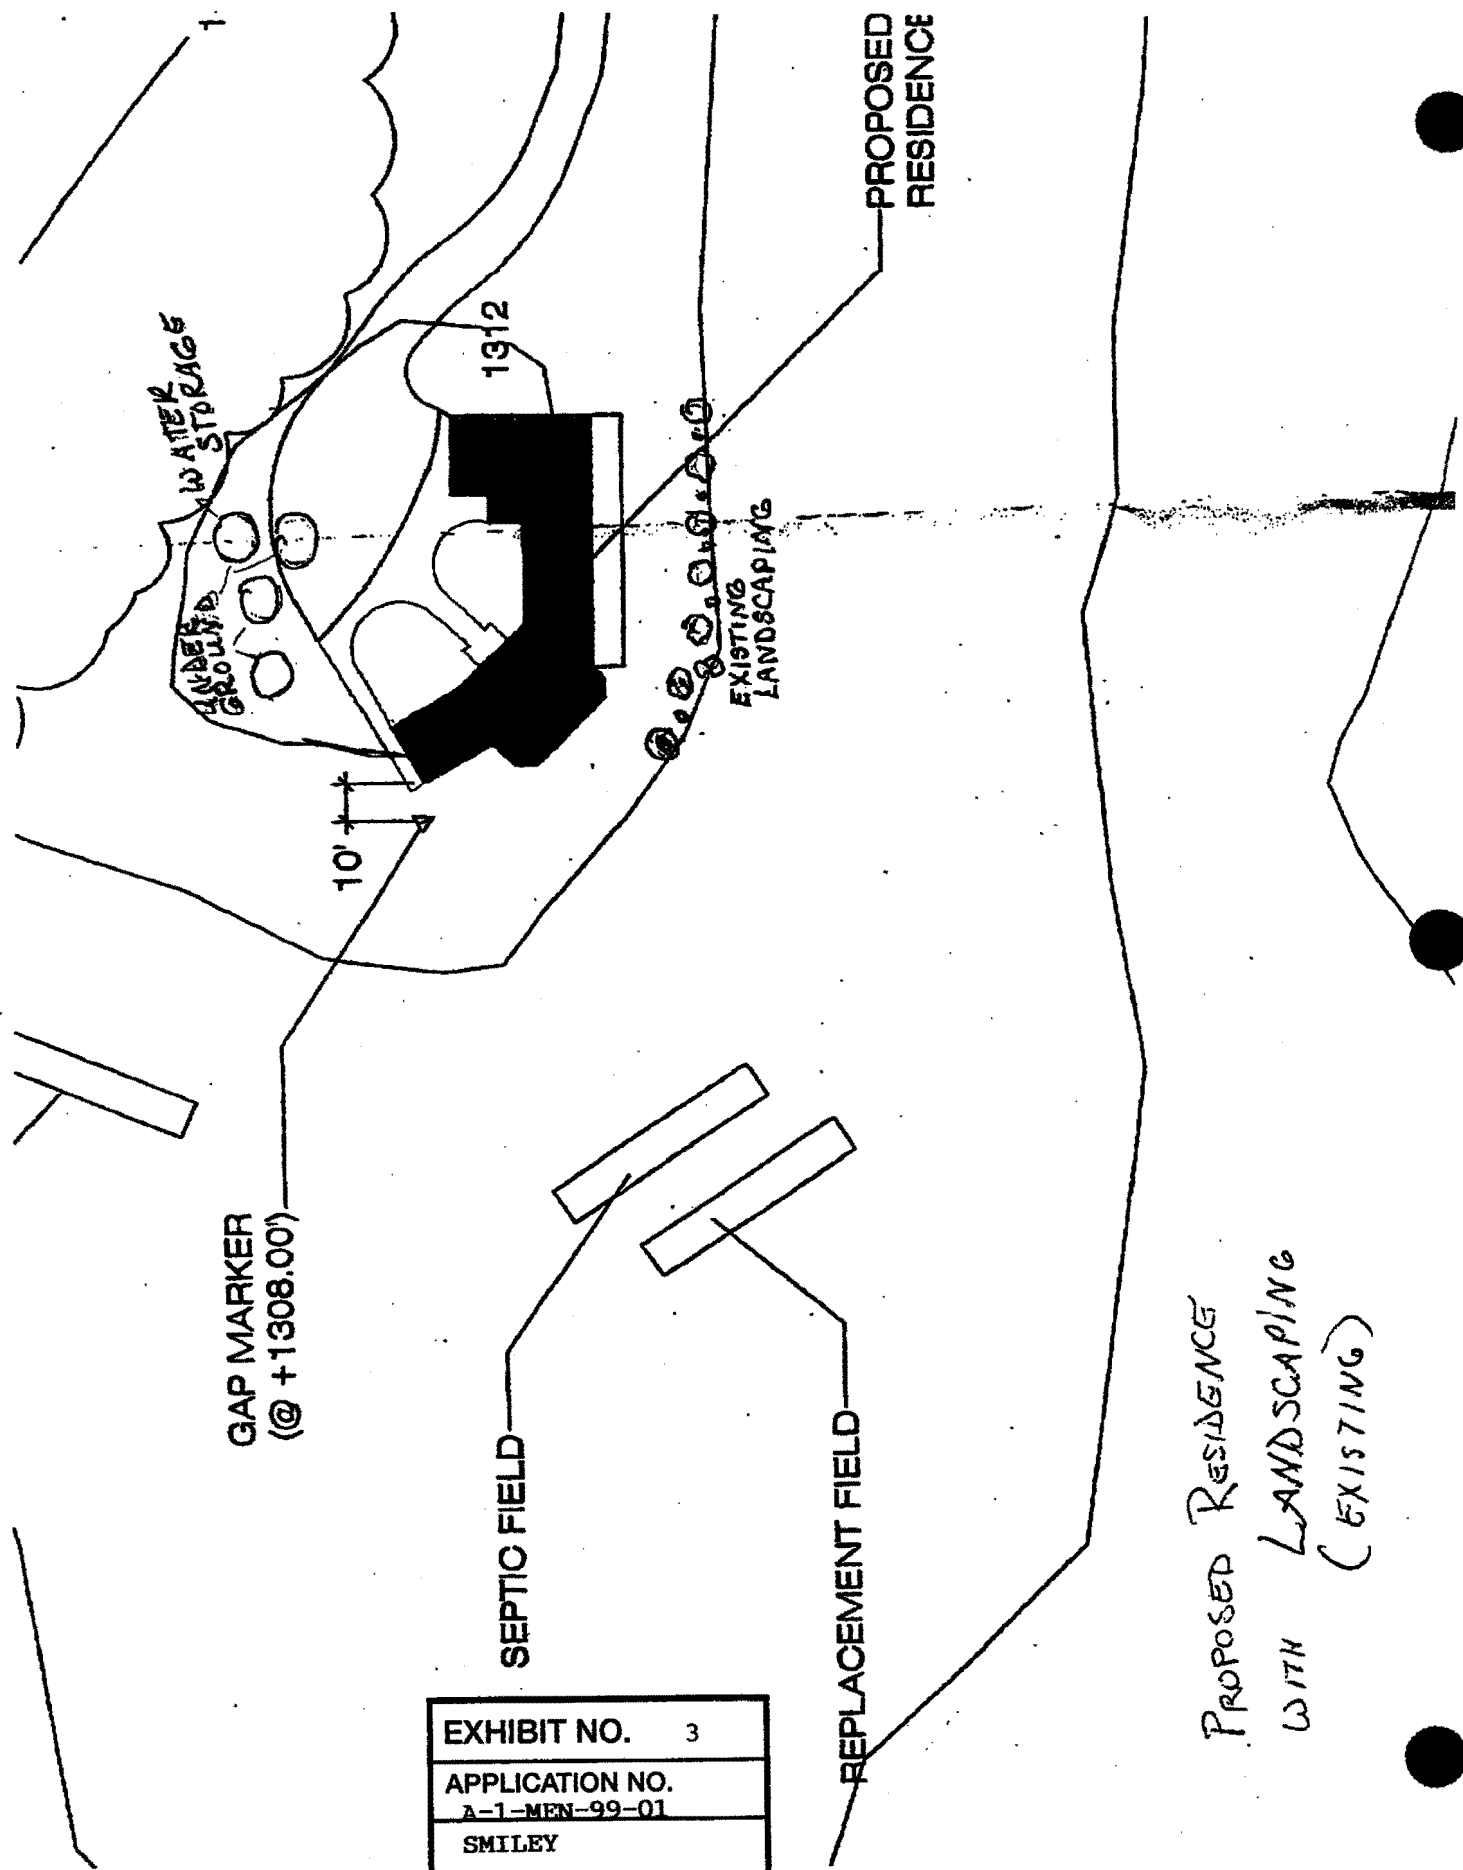 1
WATER
STORAGE
UNDER
GROUND
1312
PROPOSED
RESIDENCE
EXISTING
LANDSCAPING
10'
GAP MARKER
(@ +1308.00')
SEPTIC FIELD
REPLACEMENT FIELD
PROPOSED RESIDENCE
WITH LANDSCAPING
(EXISTING)
EXHIBIT NO. 3
APPLICATION NO.
A-1-MEN-99-01
SMILEY